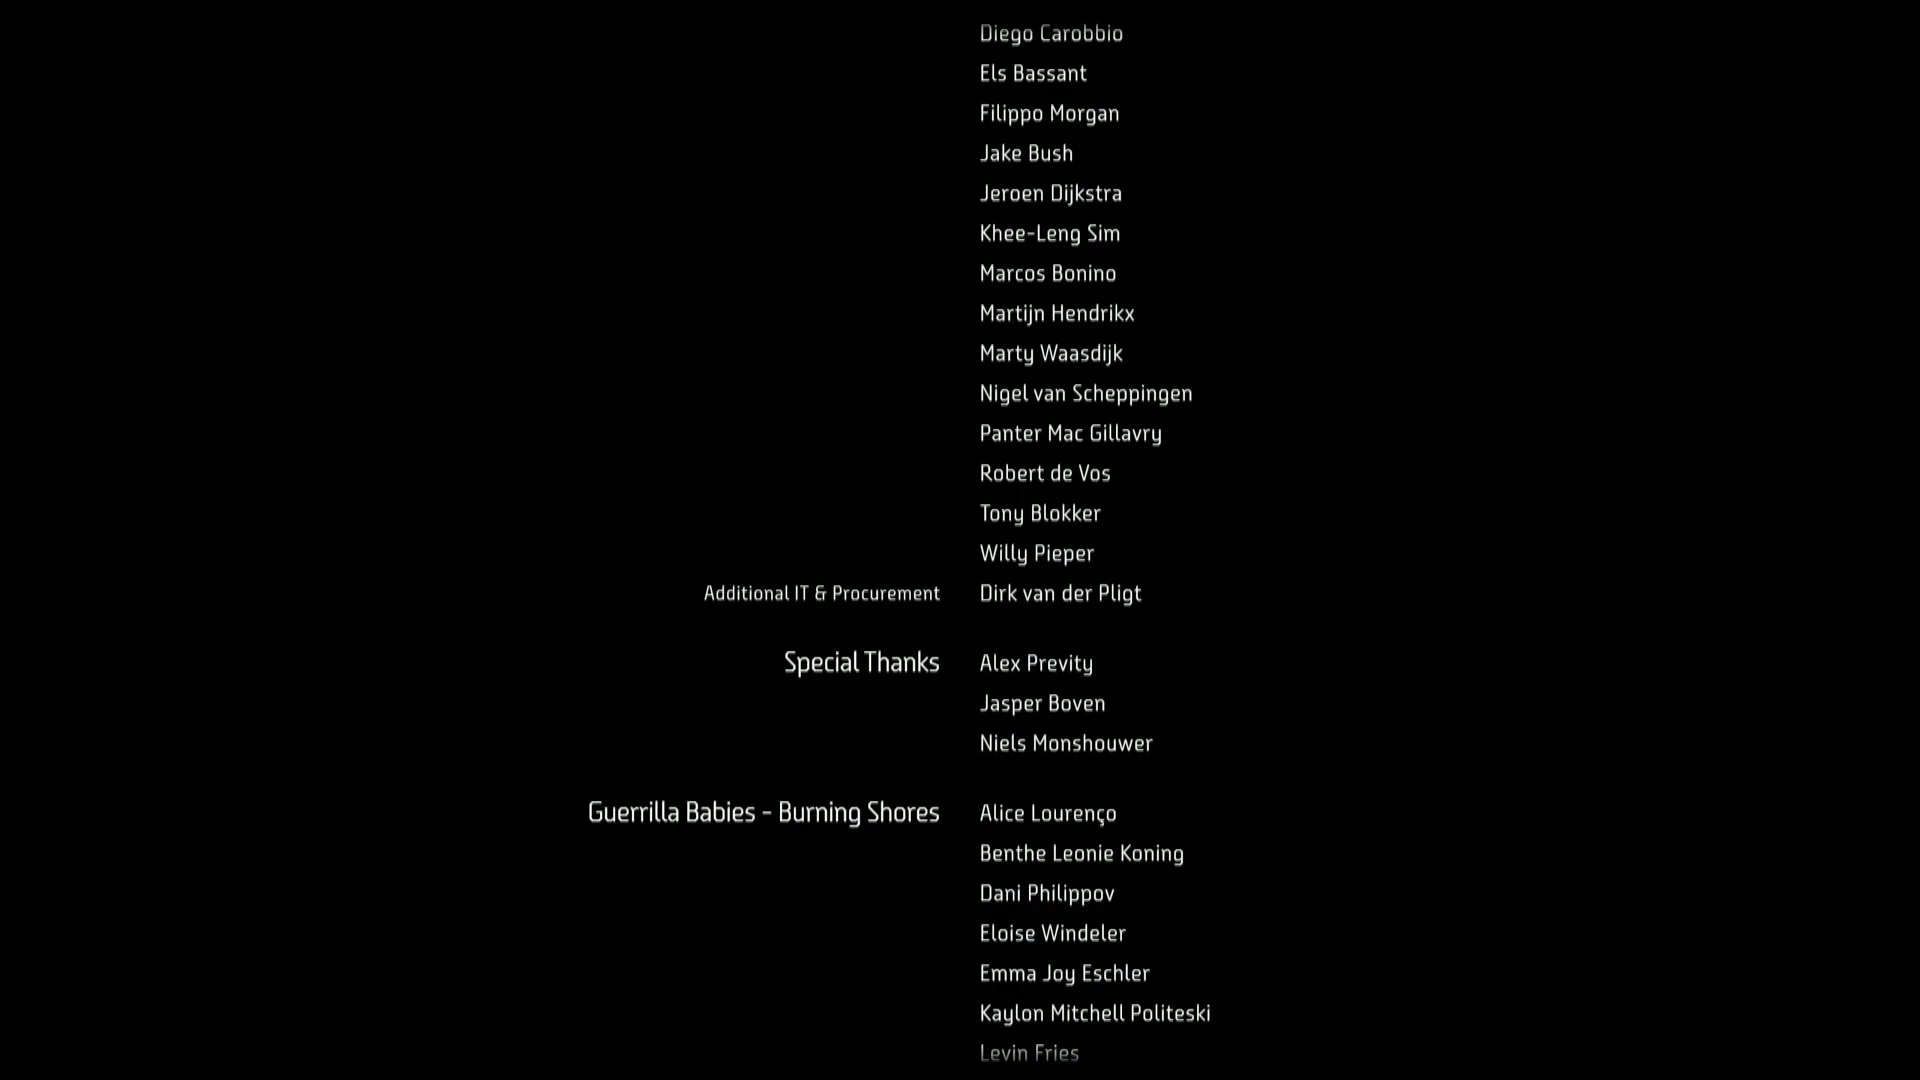 Diego Carobbio
Els Bassant
Filippo Morgan
Jake Bush
Jeroen Dijkstra
Khee-Leng Sim
Marcos Bonino
Martijn Hendrikx
Marty Waasdijk
Nigel van Scheppingen
Panter Mac Gillavry
Robert de Vos
Tony Blokker
Willy Pieper
Additional IT & Procurement Dirk van der Pligt
Special Thanks Alex Previty
Jasper Boven
Niels Monshouwer
Guerrilla Babies - Burning Shores Alice Lourenço
Benthe Leonie Koning
Dani Philippov
Eloise Windeler
Emma Joy Eschler
Kaylon Mitchell Politeski
Levin Fries